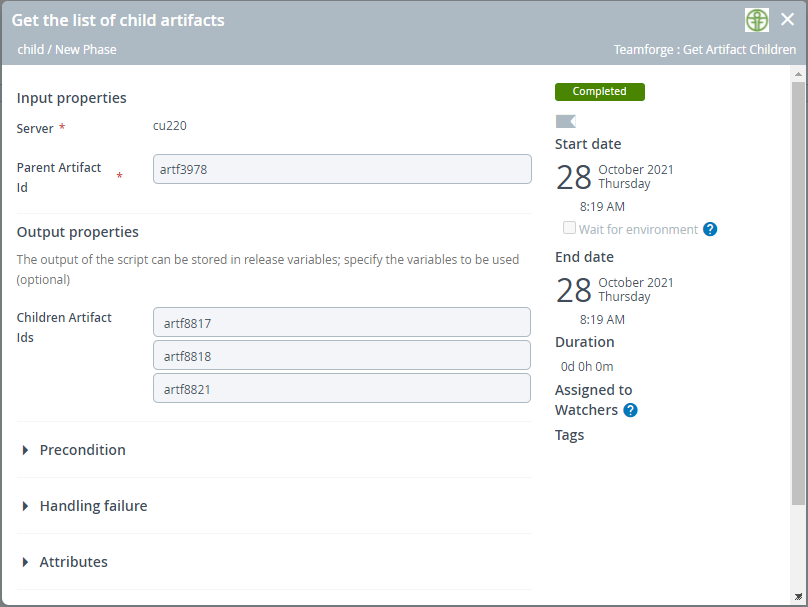 Get the list of child artifacts
child / New Phase
Teamforge : Get Artifact Children
Input properties
Server *
cu220
Parent Artifact
Id
*
artf3978
Output properties
The output of the script can be stored in release variables; specify the variables to be used
(optional)
Children Artifact
Ids
artf8817
artf8818
artf8821
Precondition
Handling failure
Attributes
Completed
Start date
28
October 2021
Thursday
8:19 AM
Wait for environment ?
End date
28
October 2021
Thursday
8:19 AM
Duration
0d 0h 0m
Assigned to
Watchers ?
Tags